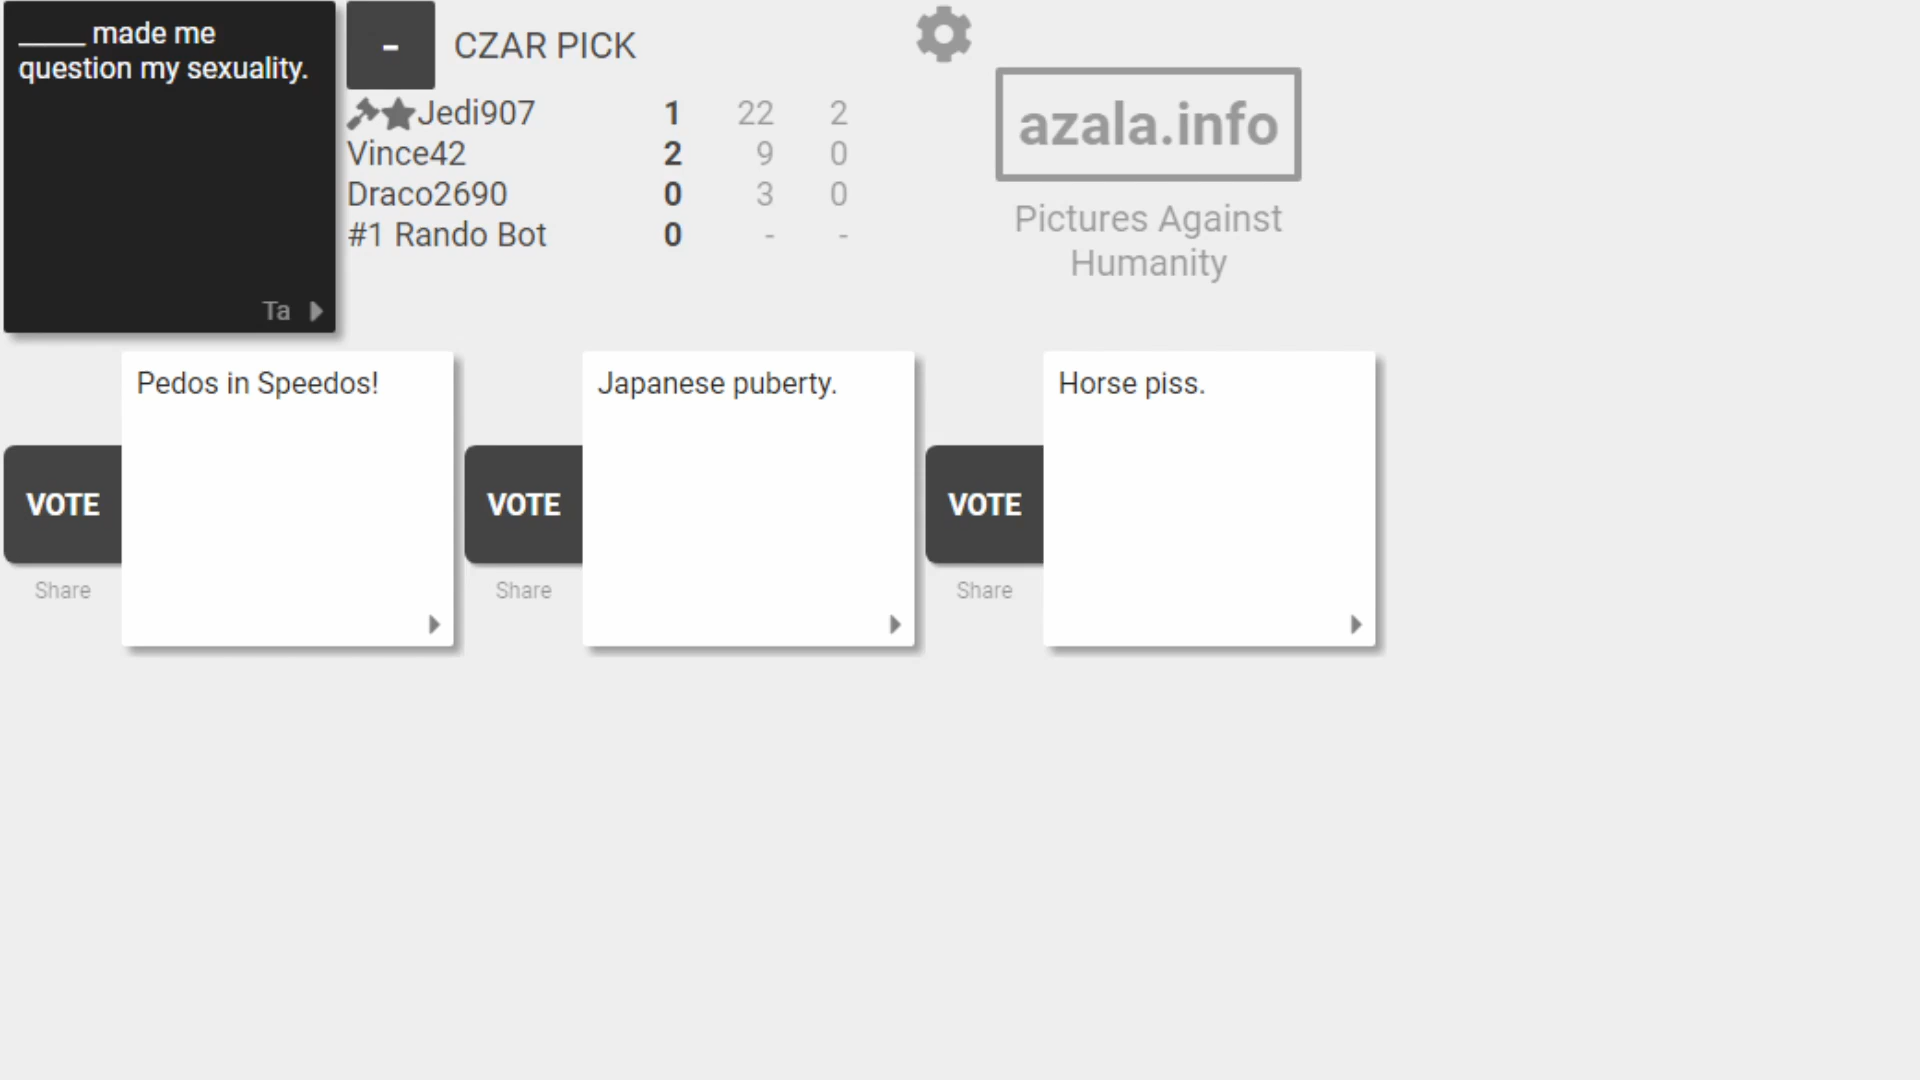 _____ made me
question my sexuality.
Ta
-
CZAR PICK
Jedi907 1 22 2
Vince42 2 9 0
Draco2690 0 3 0
#1 Rando Bot 0 - -
azala.info
Pictures Against
Humanity
VOTE
Share
Pedos in Speedos!
VOTE
Share
Japanese puberty.
VOTE
Share
Horse piss.